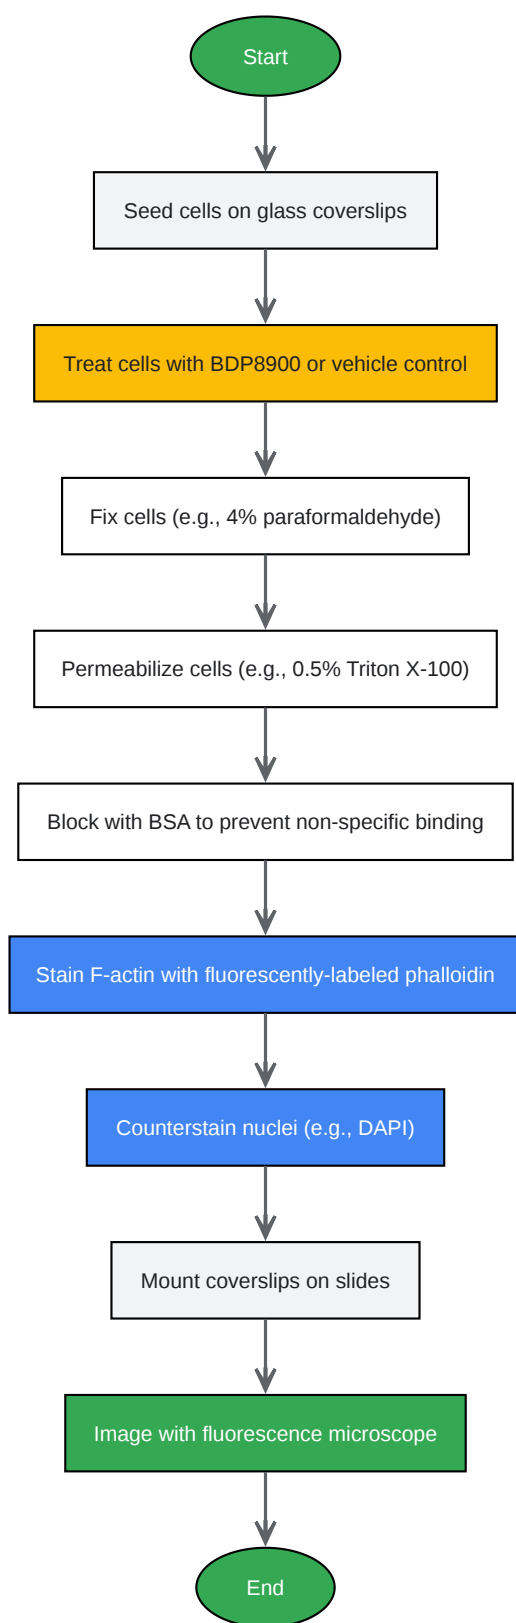 Start
Seed cells on glass coverslips
Treat cells with BDP8900 or vehicle control
Fix cells (e.g., 4% paraformaldehyde)
Permeabilize cells (e.g., 0.5% Triton X-100)
Block with BSA to prevent non-specific binding
Stain F-actin with fluorescently-labeled phalloidin
Counterstain nuclei (e.g., DAPI)
Mount coverslips on slides
Image with fluorescence microscope
End